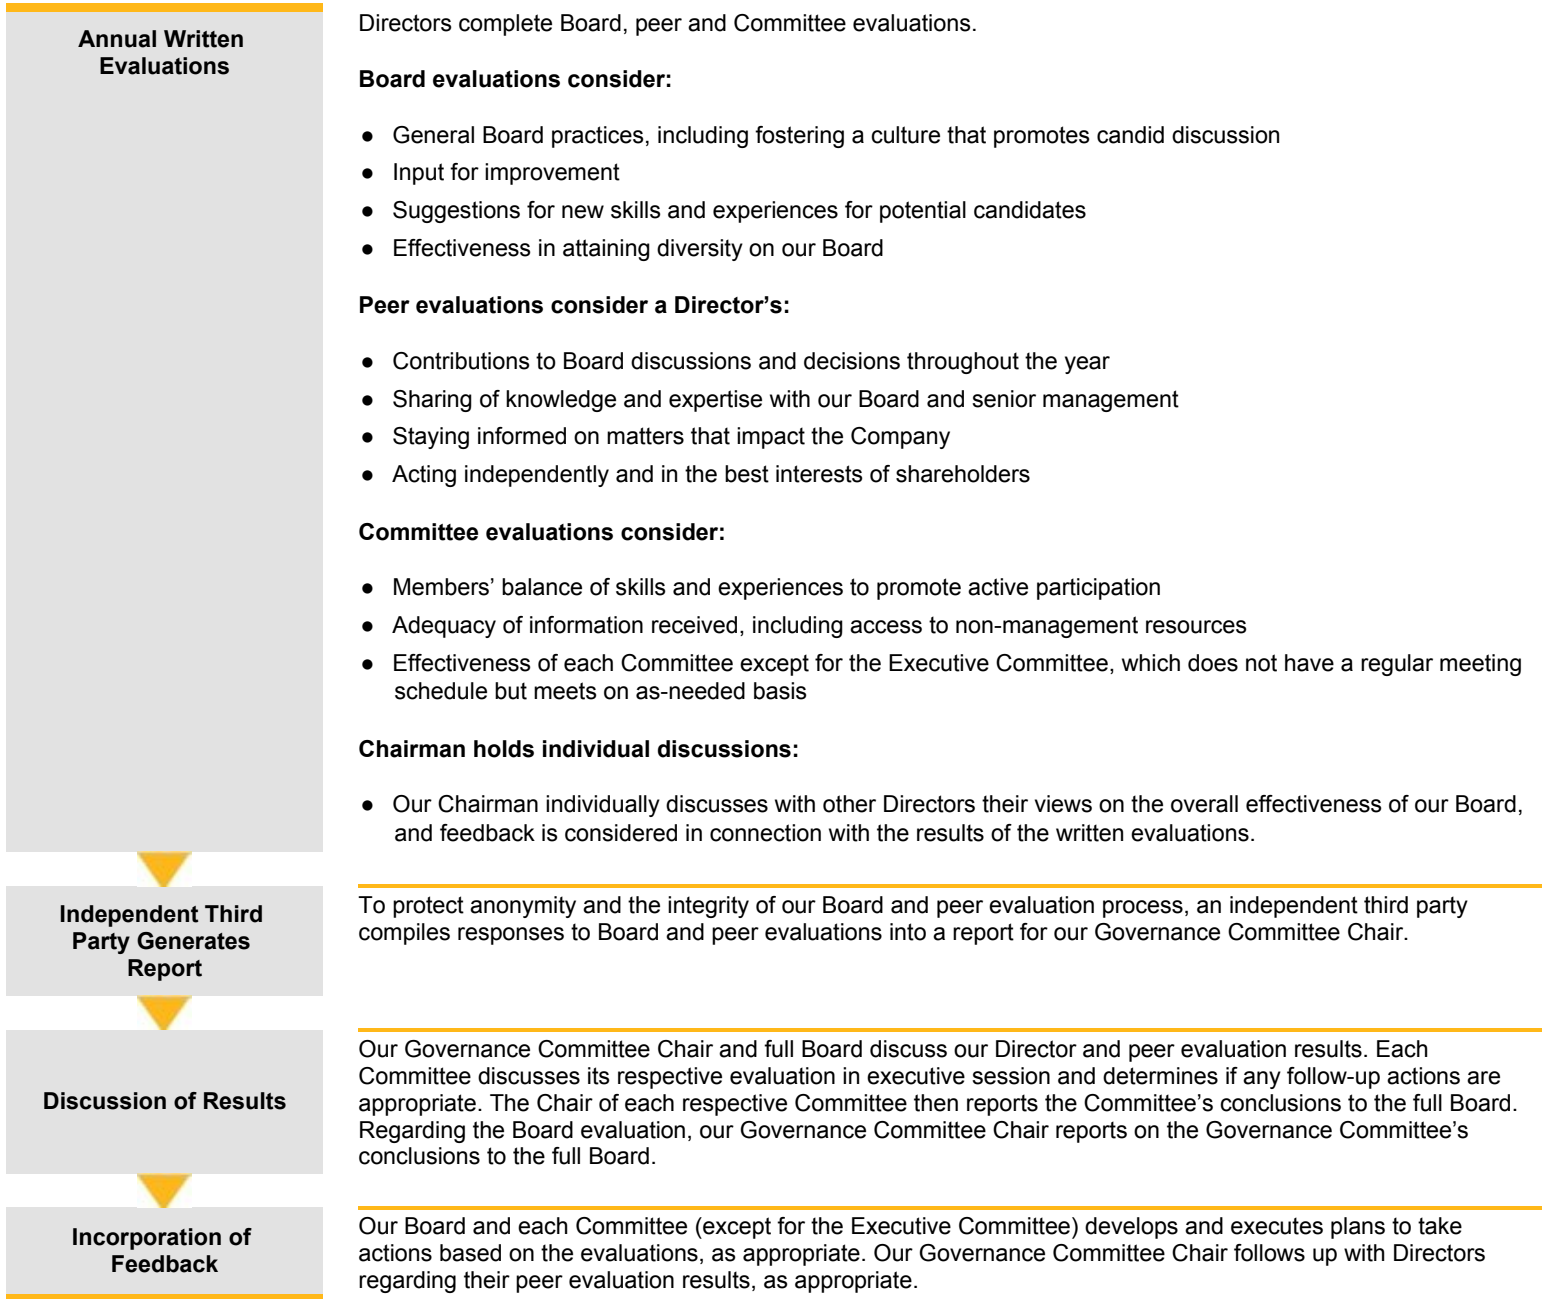 Annual Written
Evaluations
Directors complete Board, peer and Committee evaluations.
Board evaluations consider:
● General Board practices, including fostering a culture that promotes candid discussion
● Input for improvement
● Suggestions for new skills and experiences for potential candidates
● Effectiveness in attaining diversity on our Board
Peer evaluations consider a Director’s:
● Contributions to Board discussions and decisions throughout the year
● Sharing of knowledge and expertise with our Board and senior management
● Staying informed on matters that impact the Company
● Acting independently and in the best interests of shareholders
Committee evaluations consider:
● Members’ balance of skills and experiences to promote active participation
● Adequacy of information received, including access to non-management resources
● Effectiveness of each Committee except for the Executive Committee, which does not have a regular meeting
schedule but meets on as-needed basis
Chairman holds individual discussions:
● Our Chairman individually discusses with other Directors their views on the overall effectiveness of our Board,
and feedback is considered in connection with the results of the written evaluations.
Independent Third
Party Generates
Report
To protect anonymity and the integrity of our Board and peer evaluation process, an independent third party
compiles responses to Board and peer evaluations into a report for our Governance Committee Chair.
Discussion of Results
Our Governance Committee Chair and full Board discuss our Director and peer evaluation results. Each
Committee discusses its respective evaluation in executive session and determines if any follow-up actions are
appropriate. The Chair of each respective Committee then reports the Committee’s conclusions to the full Board.
Regarding the Board evaluation, our Governance Committee Chair reports on the Governance Committee’s
conclusions to the full Board.
Incorporation of
Feedback
Our Board and each Committee (except for the Executive Committee) develops and executes plans to take
actions based on the evaluations, as appropriate. Our Governance Committee Chair follows up with Directors
regarding their peer evaluation results, as appropriate.